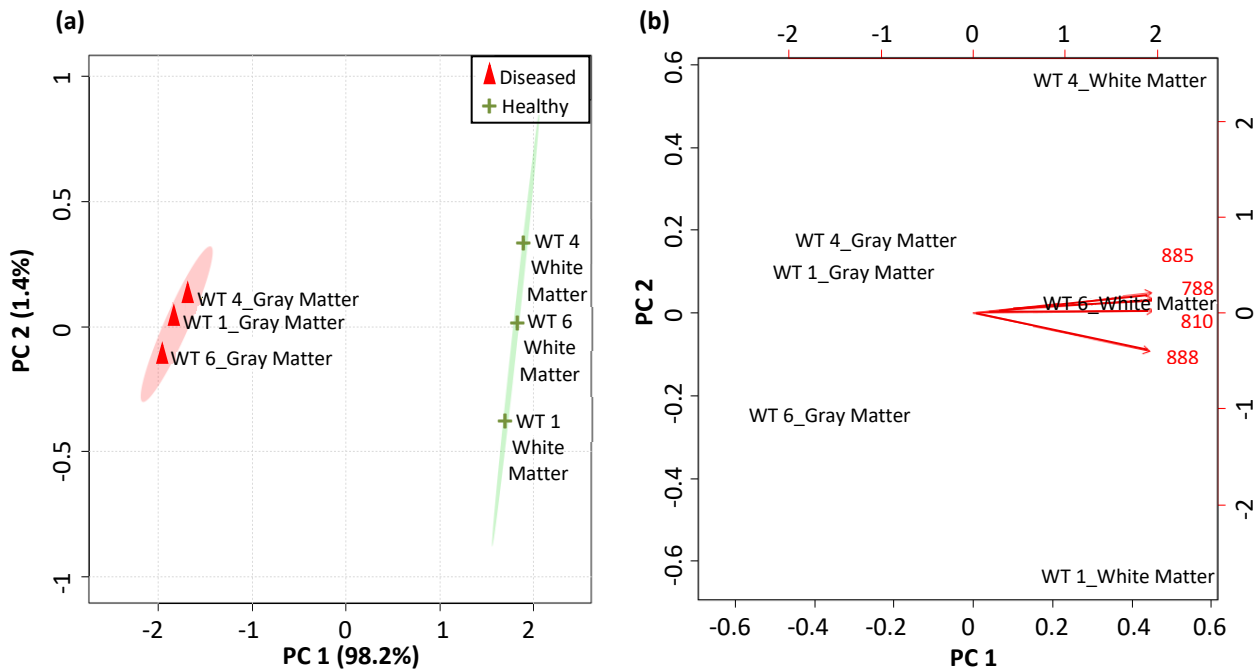 (a)
1
0.5
0
-0.5
-1
PC 2 (1.4%)
Diseased
Healthy
WT 4
White
Matter
WT 6
White
Matter
WT 1
White
Matter
WT 4_Gray Matter
WT 1_Gray Matter
WT 6_Gray Matter
-2 -1 0 1 2
PC 1 (98.2%)
(b)
-2 -1 0 1 2
0.6
0.4
0.2
0
-0.2
-0.4
-0.6
PC 2
WT 4_White Matter
WT 4_Gray Matter
WT 1_Gray Matter
885
788
WT 6_White Matter
810
888
WT 6_Gray Matter
WT 1_White Matter
2
1
0
-1
-2
-0.6 -0.4 -0.2 0 0.2 0.4 0.6
PC 1